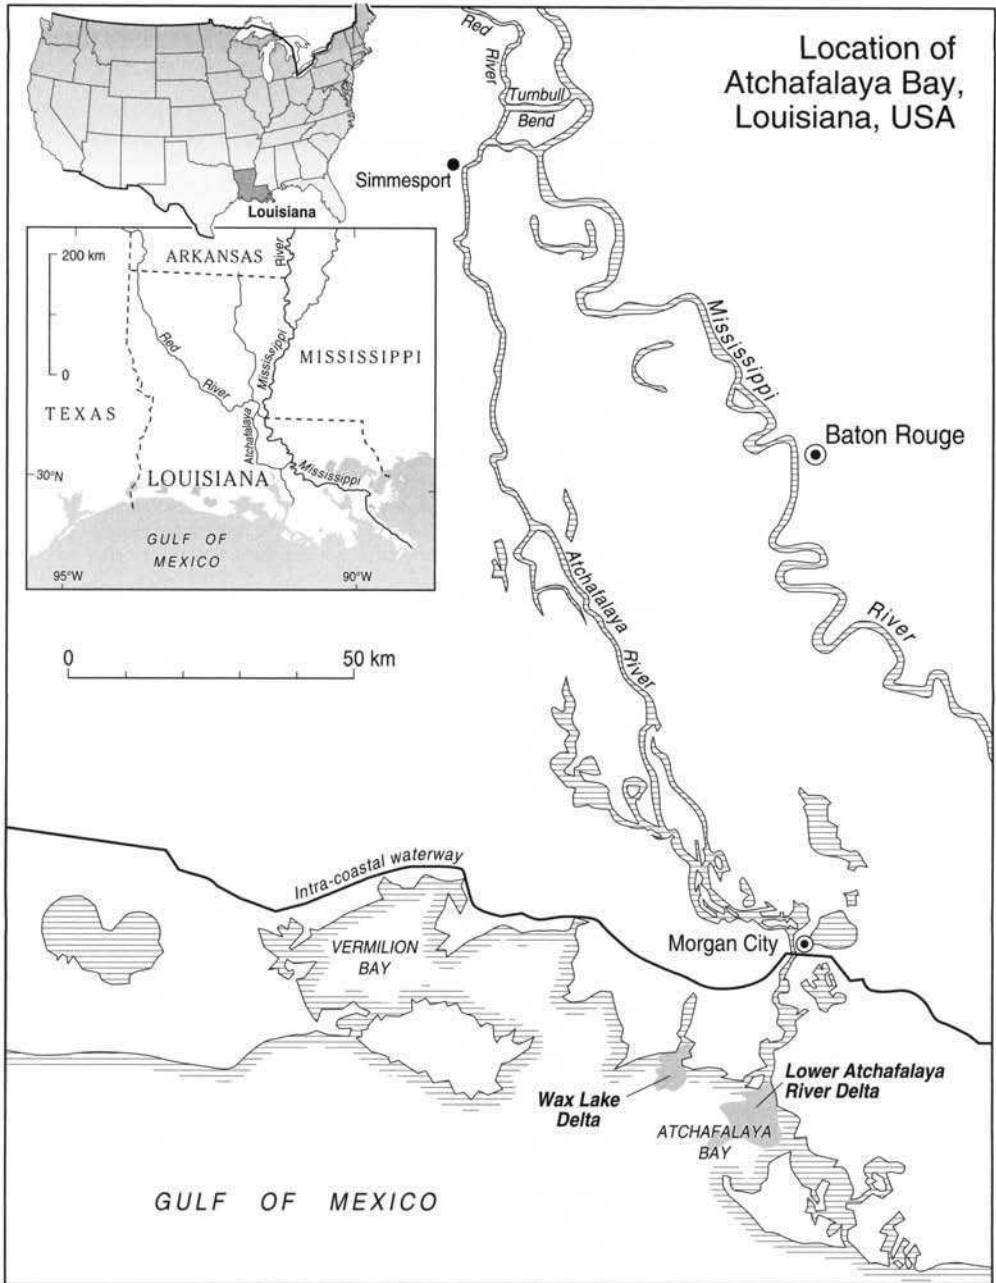 Location of
Atchafalaya Bay,
Louisiana, USA
Red
River
Turnbull
Bend
Simmesport
Louisiana
200 km
0
ARKANSAS
River
Mississippi
MISSISSIPPI
Red
River
TEXAS
Atchafalaya
30°N
LOUISIANA
Mississippi
GULF OF
MEXICO
95°W
90°W
Mississippi
Baton Rouge
River
Atchafalaya
River
0
50 km
Intra-coastal waterway
VERMILION
BAY
Morgan City
Wax Lake
Delta
Lower Atchafalaya
River Delta
ATCHAFALAYA
BAY
GULF OF MEXICO